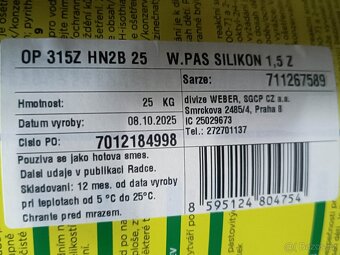 OP 315Z HN2B 25 W.PAS SILIKON 1,5 Z
Sarze: 711267589
Hmotnost: 25 KG
Datum vyroby: 08.10.2025
Cislo PO: 7012184998
divize WEBER, SGCP CZ a.s.
Smrckova 2485/4, Praha 8
IC 25029673
Tel.: 272701137
Pouziva se jako hotova smes.
Dalsi udaje v publikaci Radce.
Skladovani: 12 mes. od data vyroby
pri teplotach od 5°C do 25°C.
Chrante pred mrazem.
8 595124 804754